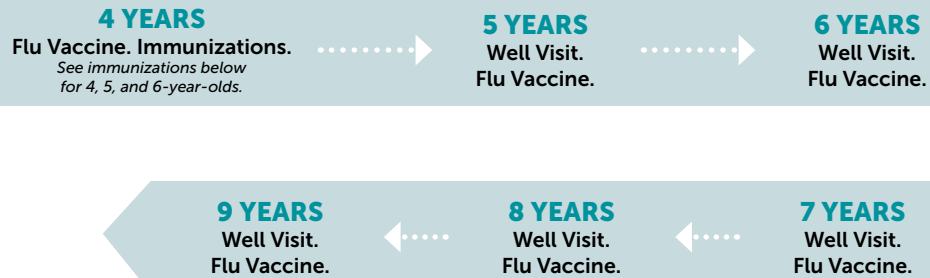 4 YEARS
Flu Vaccine. Immunizations.
See immunizations below
for 4, 5, and 6-year-olds.
5 YEARS
Well Visit.
Flu Vaccine.
6 YEARS
Well Visit.
Flu Vaccine.
7 YEARS
Well Visit.
Flu Vaccine.
8 YEARS
Well Visit.
Flu Vaccine.
9 YEARS
Well Visit.
Flu Vaccine.